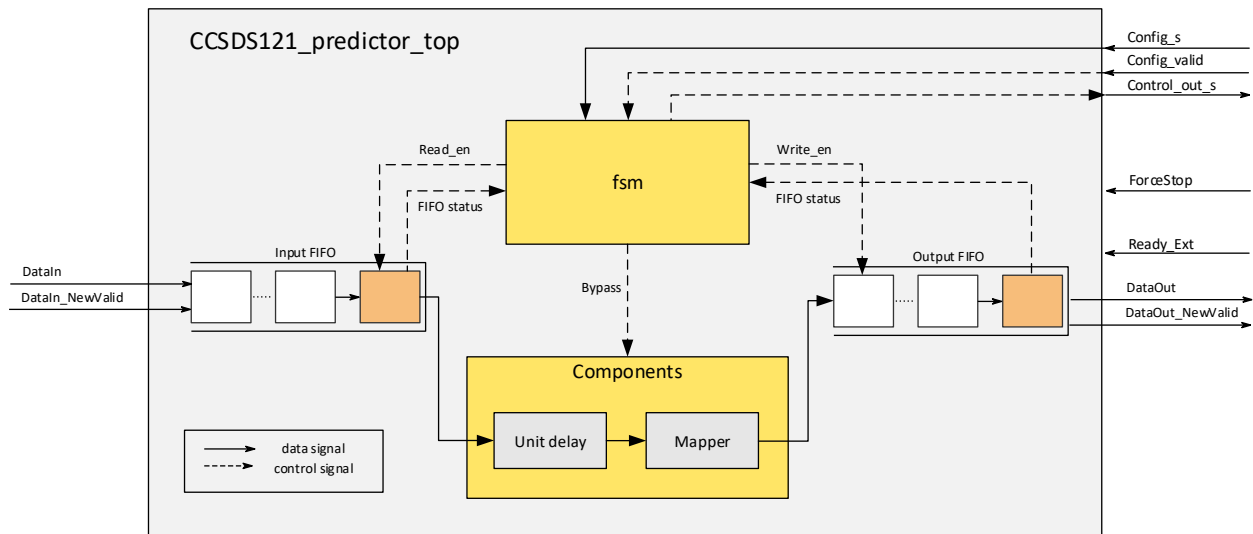 CCSDS121_predictor_top
Config_s
Config_valid
Control_out_s
Read_en
Write_en
fsm
ForceStop
FIFO status
FIFO status
Input FIFO
Output FIFO
Ready_Ext
DataIn
DataIn_NewValid
Bypass
DataOut
DataOut_NewValid
Components
Unit delay
Mapper
data signal
control signal